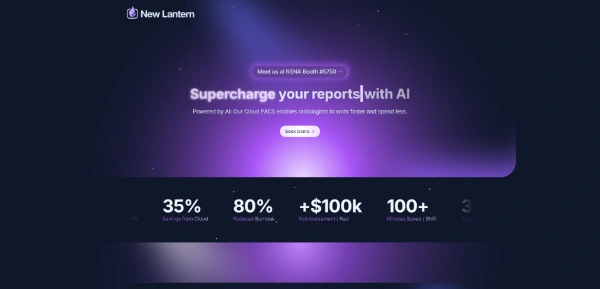 New Lantern
Meet us at RSNA Booth #5750 →
Supercharge your reports with AI
Powered by AI: Our Cloud PACS enables radiologists to work faster and spend less.
Book Demo →
35% 80% +$100k 100+ 3
Savings from Cloud Reduced Burnout Reimbursement / Rad Minutes Saved / Shift